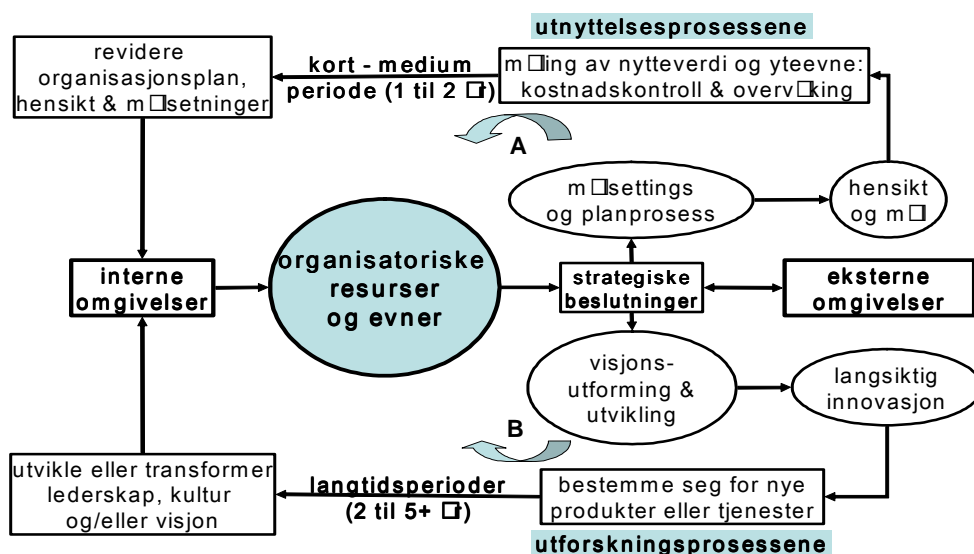 utnyttelsesprosessene
revidere
organisasjonsplan,
hensikt & m□lsetninger
kort - medium
periode (1 til 2 □r)
m□ling av nytteverdi og yteevne:
kostnadskontroll & overv□king
A
m□lsettings
og planprosess
hensikt
og m□l
interne
omgivelser
organisatoriske
resurser
og evner
strategiske
beslutninger
eksterne
omgivelser
visjons-
utforming &
utvikling
langsiktig
innovasjon
B
utvikle eller transformer
lederskap, kultur
og/eller visjon
langtidsperioder
(2 til 5+ □r)
bestemme seg for nye
produkter eller tjenester
utforskningsprosessene